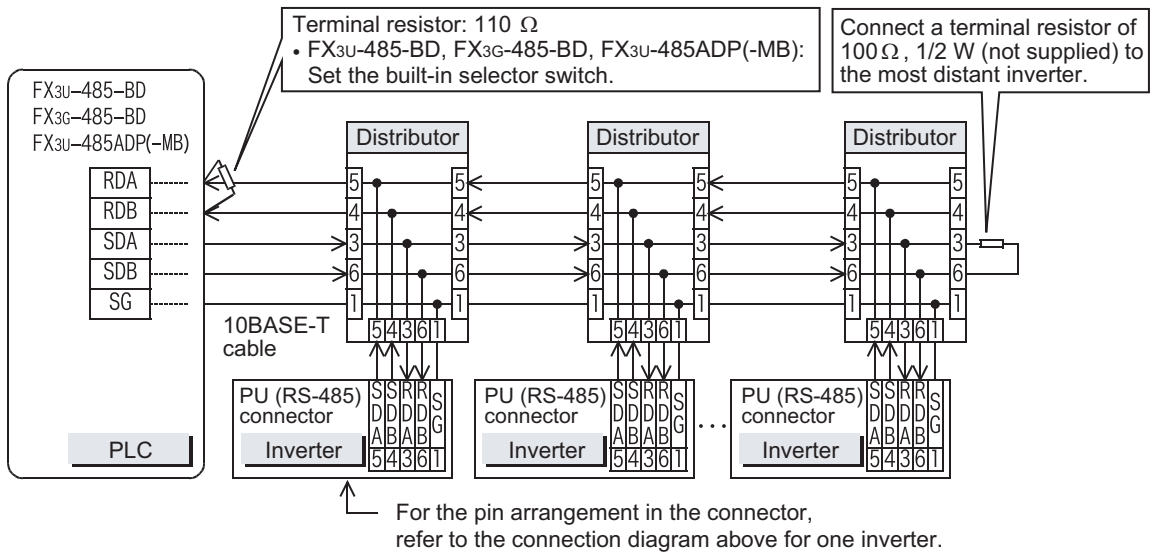 Terminal resistor: 110 Ω
• FX3U-485-BD, FX3G-485-BD, FX3U-485ADP(-MB):
Set the built-in selector switch.
Connect a terminal resistor of
100 Ω, 1/2 W (not supplied) to
the most distant inverter.
FX3U-485-BD
FX3G-485-BD
FX3U-485ADP(-MB)
RDA
RDB
SDA
SDB
SG
PLC
10BASE-T
cable
Distributor
5 5
4 4
3 3
6 6
1 1
5 4 3 6 1
Distributor
5 5
4 4
3 3
6 6
1 1
5 4 3 6 1
Distributor
5 5
4 4
3 3
6 6
1 1
5 4 3 6 1
PU (RS-485)
connector
Inverter
SDA SDB RDA RDB SG
5 4 3 6 1
PU (RS-485)
connector
Inverter
SDA SDB RDA RDB SG
5 4 3 6 1
...
PU (RS-485)
connector
Inverter
SDA SDB RDA RDB SG
5 4 3 6 1
For the pin arrangement in the connector,
refer to the connection diagram above for one inverter.